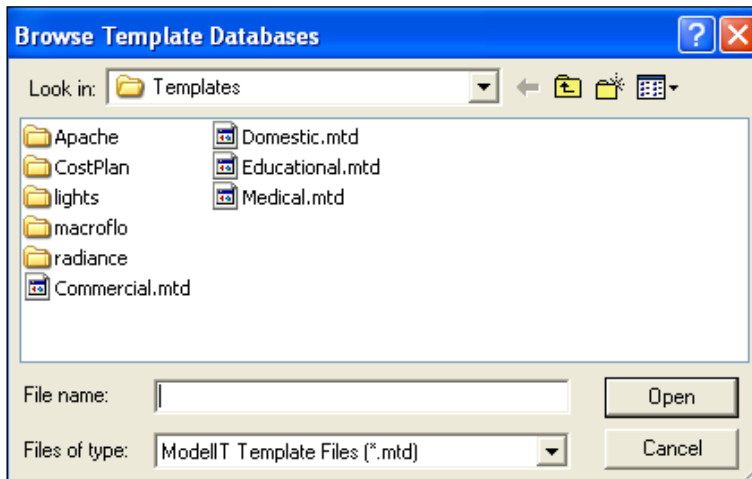 Browse Template Databases
Look in: Templates
Apache
CostPlan
lights
macroflo
radiance
Commercial.mtd
Domestic.mtd
Educational.mtd
Medical.mtd
File name:
Open
Files of type: ModelIT Template Files (*.mtd)
Cancel